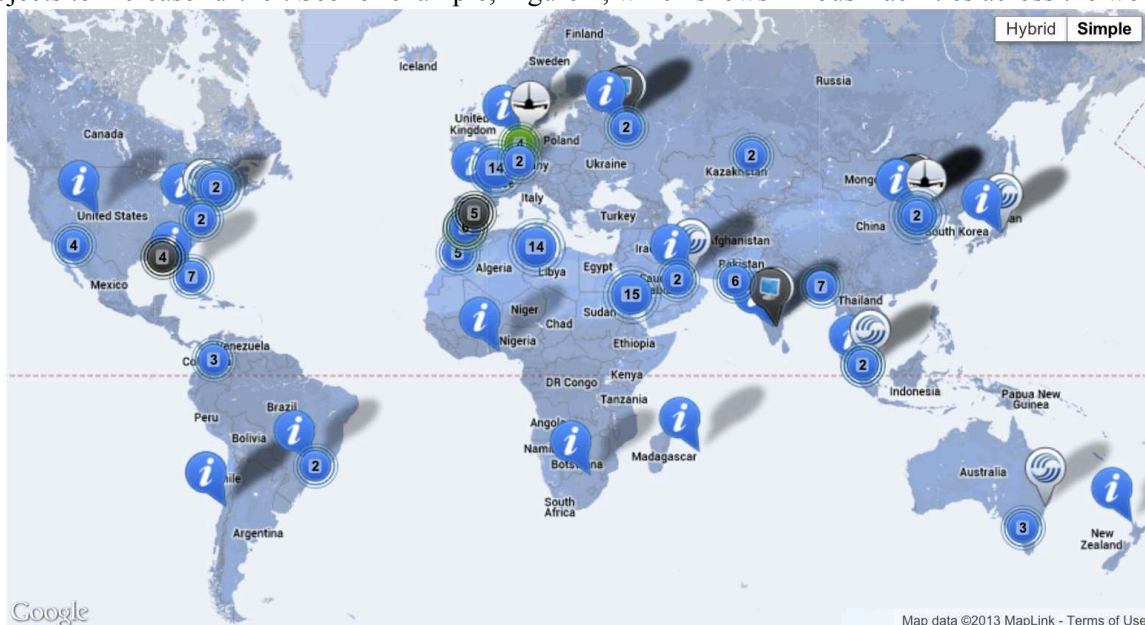 Hybrid Simple
Finland
Sweden
Iceland
Russia
United
Kingdom
Poland
Canada
Ukraine
Kazakhstan
Italy
United States
Turkey
China
South Korea
Afghanistan
Algeria
Libya
Egypt
Pakistan
Mexico
Niger
Sudan
Thailand
Chad
Nigeria
Ethiopia
Venezuela
Kenya
DR Congo
Indonesia
Papua New
Guinea
Tanzania
Peru
Brazil
Angola
Bolivia
Botswana
Madagascar
Australia
South
Africa
Argentina
New
Zealand
2
2
14
2
2
2
5
4
4
7
5
14
15
2
6
7
2
3
2
2
3
Google
Map data ©2013 MapLink - Terms of Use